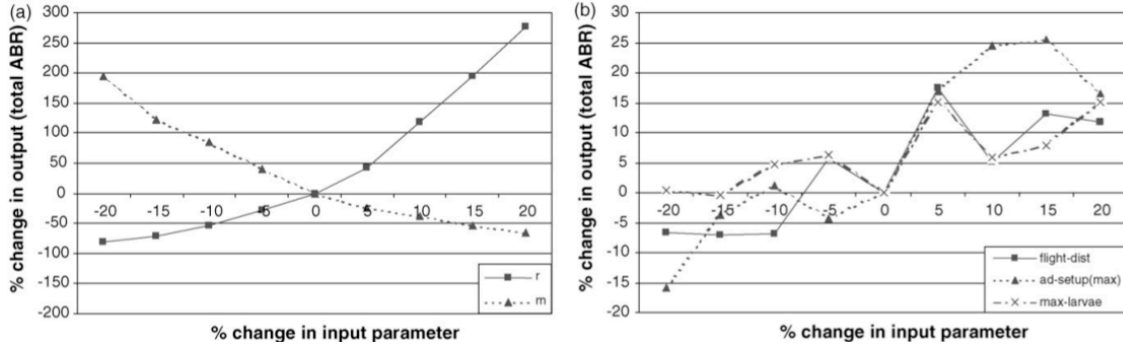 (a)
% change in output (total ABR)
300
250
200
150
100
50
0
-50
-100
-150
-200
-20 -15 -10 -5 0 5 10 15 20
r
m
% change in input parameter
(b)
% change in output (total ABR)
30
25
20
15
10
5
0
-5
-10
-15
-20
-20 -15 -10 -5 0 5 10 15 20
flight-dist
ad-setup(max)
max-larvae
% change in input parameter